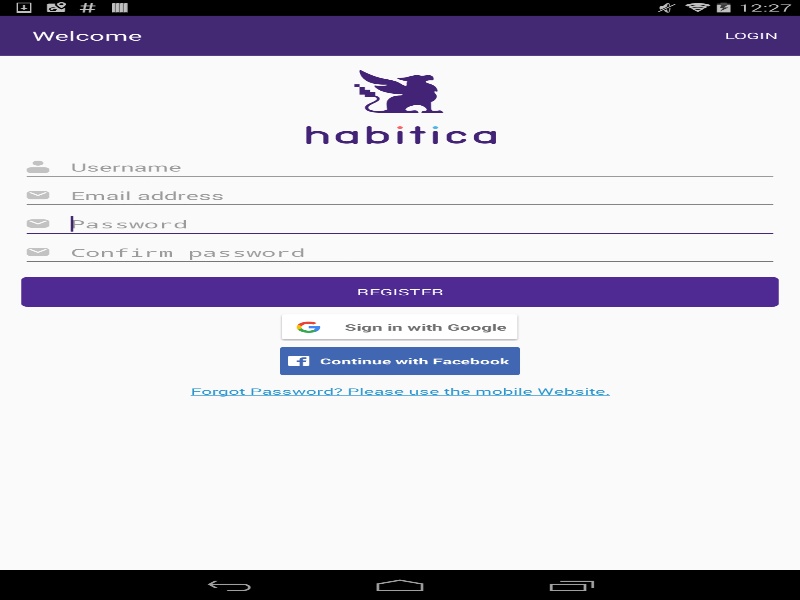 12:27
Welcome
LOGIN
habitica
Username
Email address
Password
Confirm password
REGISTER
Sign in with Google
Continue with Facebook
Forgot Password? Please use the mobile Website.